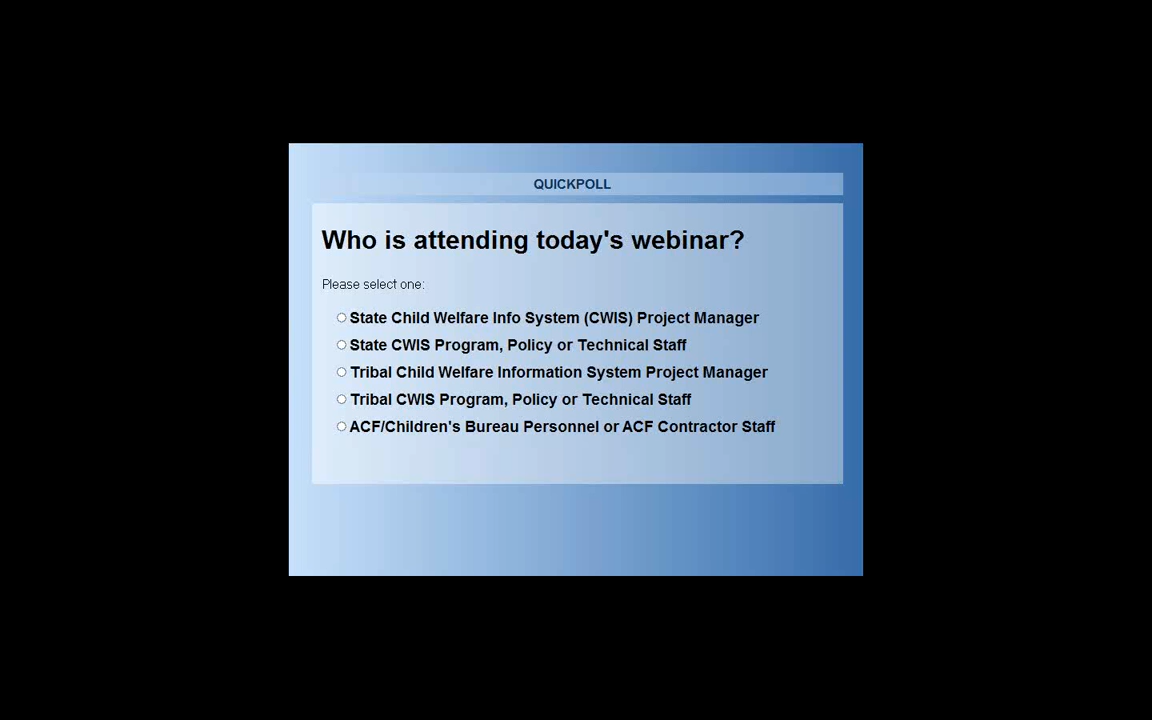 QUICKPOLL
Who is attending today's webinar?
Please select one:
State Child Welfare Info System (CWIS) Project Manager
State CWIS Program, Policy or Technical Staff
Tribal Child Welfare Information System Project Manager
Tribal CWIS Program, Policy or Technical Staff
ACF/Children's Bureau Personnel or ACF Contractor Staff